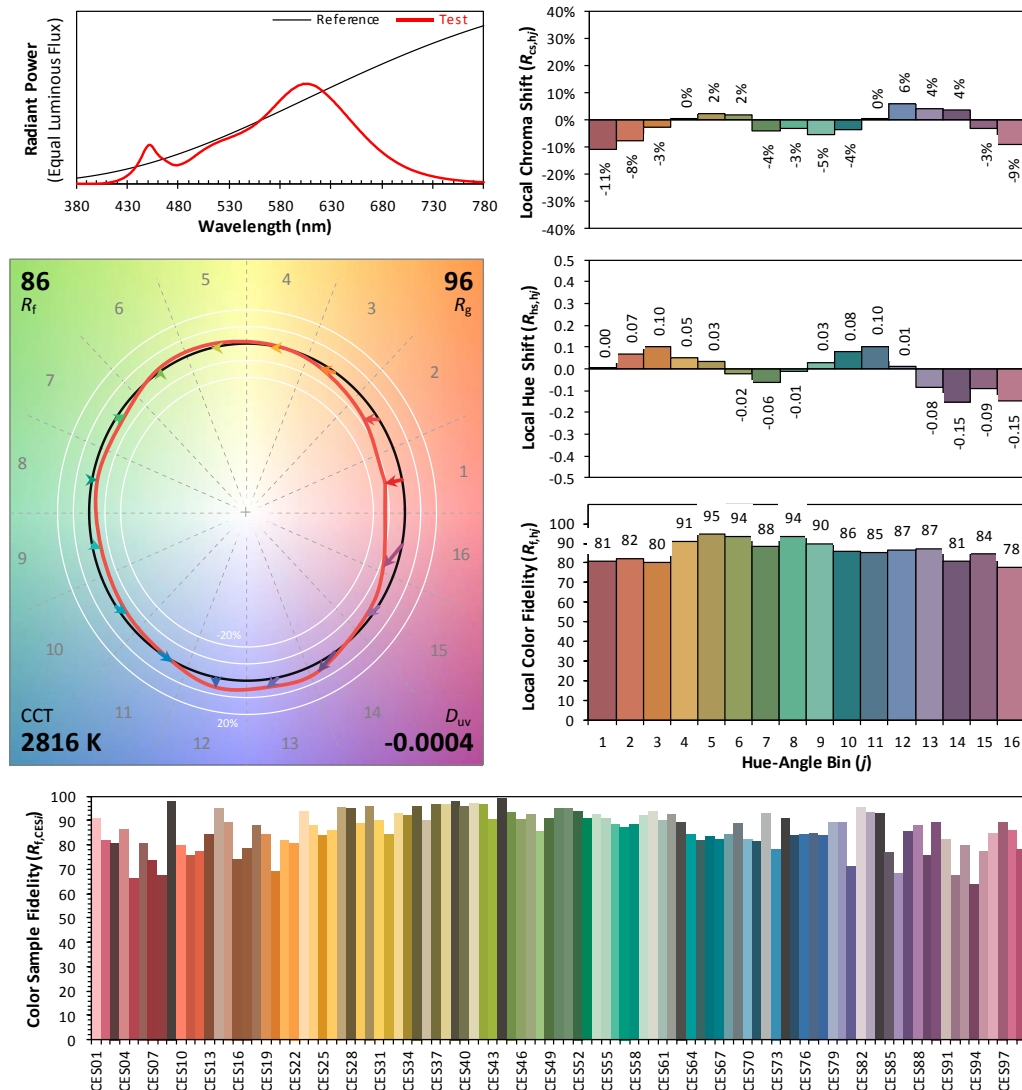 Radiant Power
(Equal Luminous Flux)
Reference
Test
380 430 480 530 580 630 680 730 780
Wavelength (nm)
Local Chroma Shift (Rcs,hj)
40%
30%
20%
10%
0%
-10%
-20%
-30%
-40%
-11% -8% -3% 0% 2% 2% -4% -3% -5% -4% 0% 6% 4% 4% -3% -9%
86
Rf
96
Rg
5 4
6 3
7 2
8 1
9 16
10 15
11 14
12 13
-20%
20%
CCT
2816 K
Duv
-0.0004
Local Hue Shift (Rhs,hj)
0.5
0.4
0.3
0.2
0.1
0.0
-0.1
-0.2
-0.3
-0.4
-0.5
0.00 0.07 0.10 0.05 0.03 -0.02 -0.06 -0.01 0.03 0.08 0.10 0.01 -0.08 -0.15 -0.09 -0.15
Local Color Fidelity (Rf,hj)
100
90
80
70
60
50
40
30
20
10
0
81 82 80 91 95 94 88 94 90 86 85 87 87 81 84 78
1 2 3 4 5 6 7 8 9 10 11 12 13 14 15 16
Hue-Angle Bin (j)
Color Sample Fidelity (Rf,CESi)
100
90
80
70
60
50
40
30
20
10
0
CES01 CES04 CES07 CES10 CES13 CES16 CES19 CES22 CES25 CES28 CES31 CES34 CES37 CES40 CES43 CES46 CES49 CES52 CES55 CES58 CES61 CES64 CES67 CES70 CES73 CES76 CES79 CES82 CES85 CES88 CES91 CES94 CES97